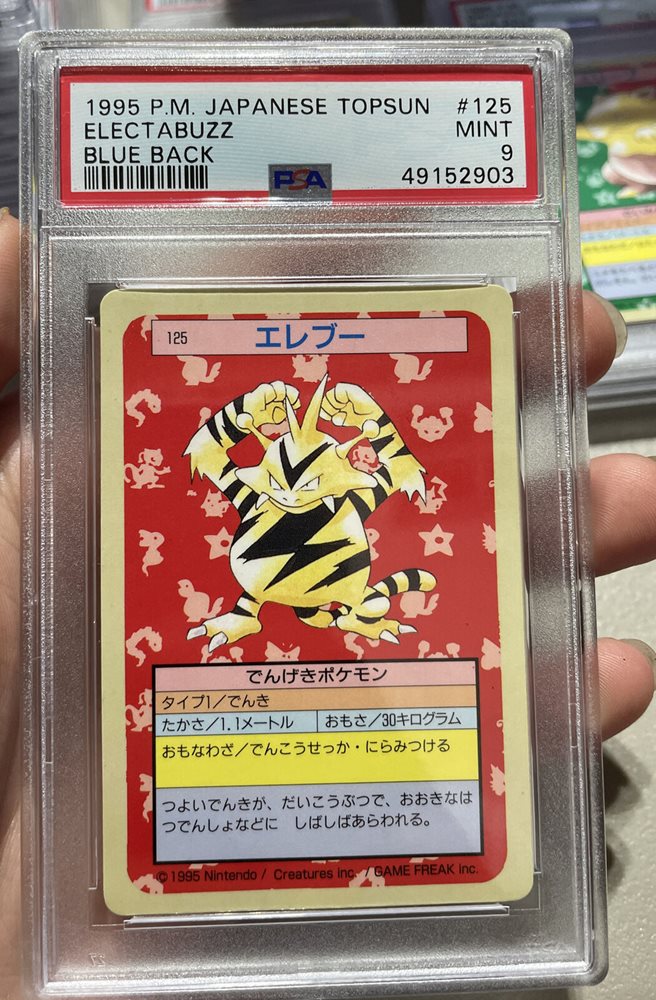 1995 P.M. JAPANESE TOPSUN #125
ELECTABUZZ MINT
BLUE BACK 9
PSA 49152903
125 エレブー
でんげきポケモン
タイプ1/でんき
たかさ/1.1メートル おもさ/30キログラム
おもなわざ/でんこうせっか・にらみつける
つよいでんきが、だいこうぶつで、おおきなは
つでんしょなどに しばしばあらわれる。
© 1995 Nintendo / Creatures inc. / GAME FREAK inc.